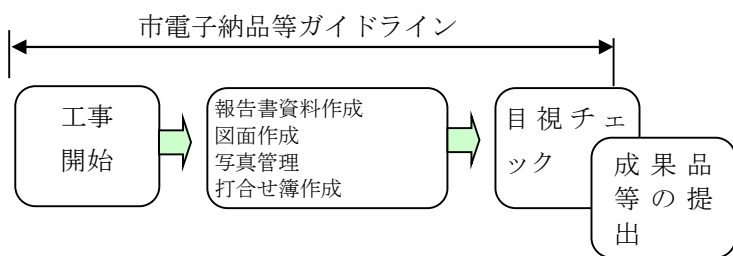 市電子納品等ガイドライン
工事
開始
報告書資料作成
図面作成
写真管理
打合せ簿作成
目視チェ
ック
成果品
等の提
出